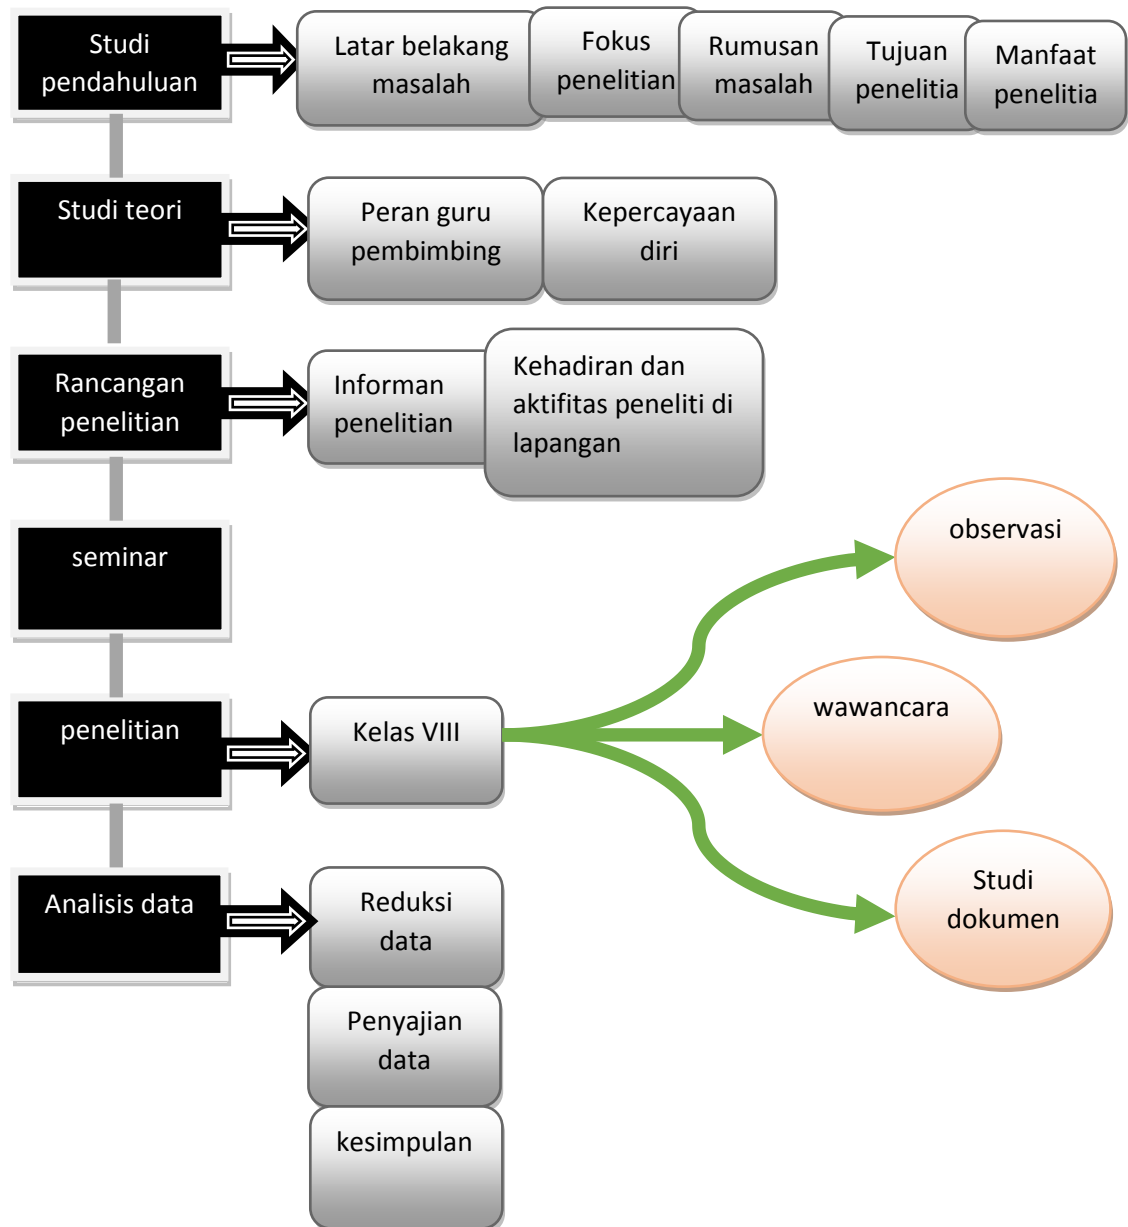 Studi
pendahuluan
Latar belakang
masalah
Fokus
penelitian
Rumusan
masalah
Tujuan
penelitia
Manfaat
penelitia
Studi teori
Peran guru
pembimbing
Kepercayaan
diri
Rancangan
penelitian
Informan
penelitian
Kehadiran dan
aktifitas peneliti di
lapangan
seminar
observasi
penelitian
Kelas VIII
wawancara
Analisis data
Reduksi
data
Studi
dokumen
Penyajian
data
kesimpulan